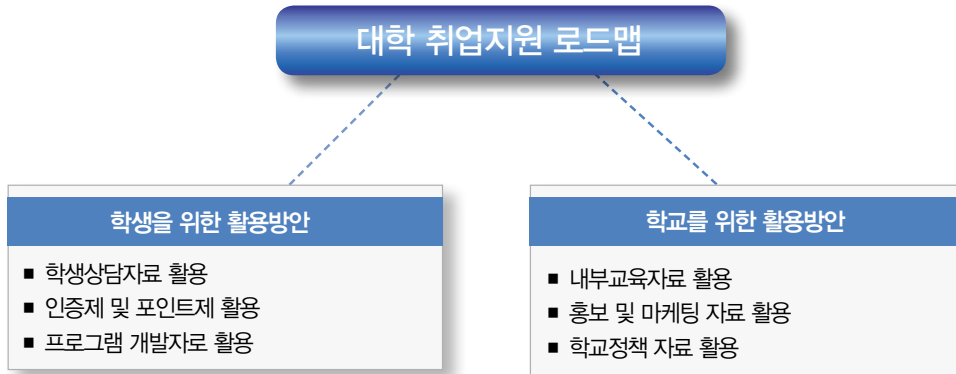 대학 취업지원 로드맵
학생을 위한 활용방안
■ 학생상담자료 활용
■ 인증제 및 포인트제 활용
■ 프로그램 개발자로 활용
학교를 위한 활용방안
■ 내부교육자료 활용
■ 홍보 및 마케팅 자료 활용
■ 학교정책 자료 활용